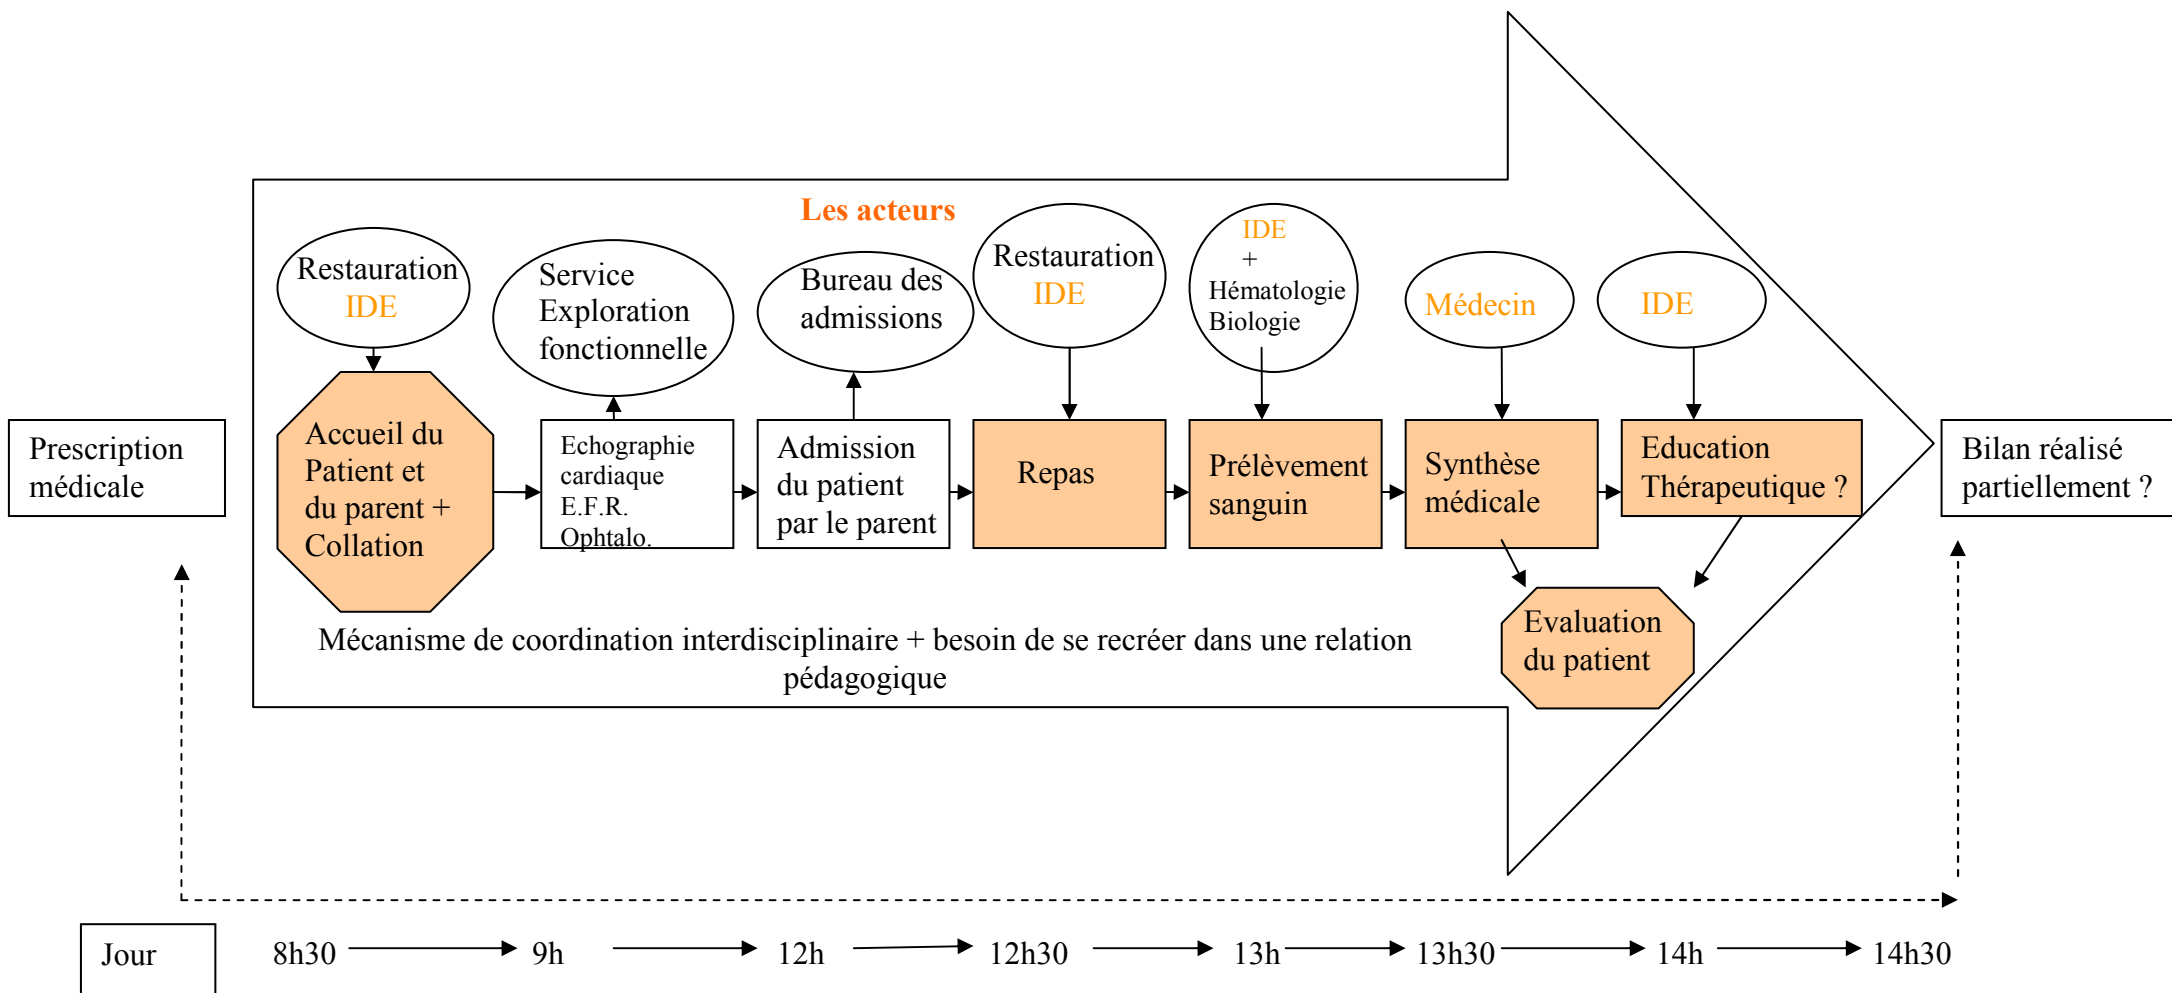 Les acteurs
Restauration
IDE
Service
Exploration
fonctionnelle
Bureau des
admissions
Restauration
IDE
IDE
+
Hématologie
Biologie
Médecin
IDE
Prescription
médicale
Accueil du
Patient et
du parent +
Collation
Echographie
cardiaque
E.F.R.
Ophtalo.
Admission
du patient
par le parent
Repas
Prélèvement
sanguin
Synthèse
médicale
Education
Thérapeutique ?
Bilan réalisé
partiellement ?
Evaluation
du patient
Mécanisme de coordination interdisciplinaire + besoin de se recréer dans une relation
pédagogique
Jour 8h30 9h 12h 12h30 13h 13h30 14h 14h30